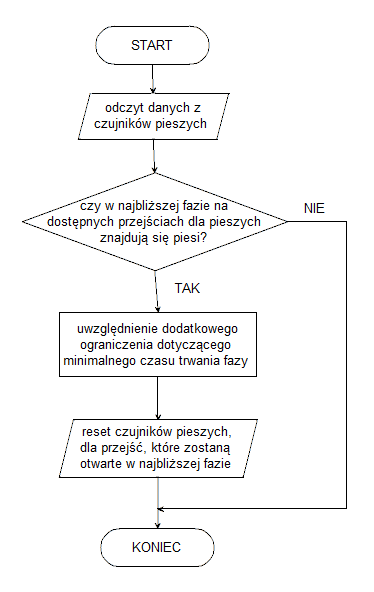 START
odczyt danych z
czujników pieszych
czy w najbliższej fazie na
dostępnych przejściach dla pieszych
znajdują się piesi?
NIE
TAK
uwzględnienie dodatkowego
ograniczenia dotyczącego
minimalnego czasu trwania fazy
reset czujników pieszych,
dla przejść, które zostaną
otwarte w najbliższej fazie
KONIEC